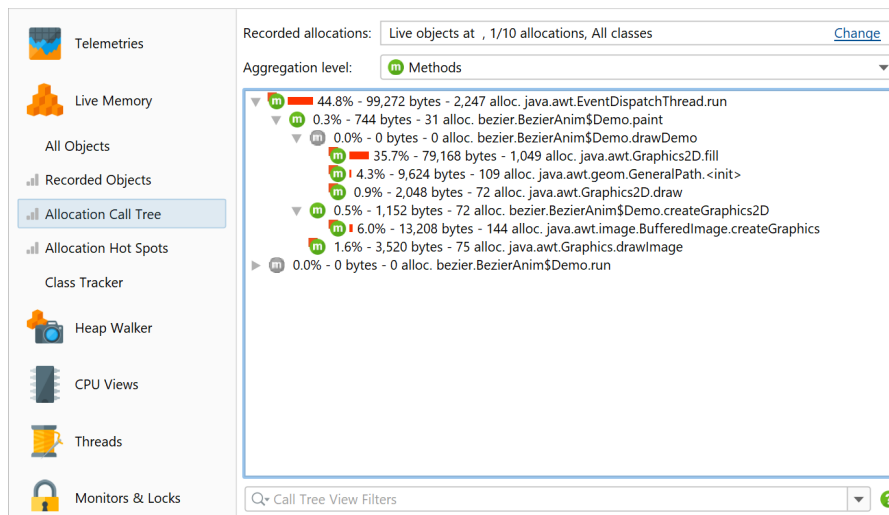 Telemetries
Live Memory
All Objects
Recorded Objects
Allocation Call Tree
Allocation Hot Spots
Class Tracker
Heap Walker
CPU Views
Threads
Monitors & Locks
Recorded allocations: Live objects at , 1/10 allocations, All classes Change
Aggregation level: m Methods
m 44.8% - 99,272 bytes - 2,247 alloc. java.awt.EventDispatchThread.run
m 0.3% - 744 bytes - 31 alloc. bezier.BezierAnim$Demo.paint
m 0.0% - 0 bytes - 0 alloc. bezier.BezierAnim$Demo.drawDemo
m 35.7% - 79,168 bytes - 1,049 alloc. java.awt.Graphics2D.fill
m 4.3% - 9,624 bytes - 109 alloc. java.awt.geom.GeneralPath.<init>
m 0.9% - 2,048 bytes - 72 alloc. java.awt.Graphics2D.draw
m 0.5% - 1,152 bytes - 72 alloc. bezier.BezierAnim$Demo.createGraphics2D
m 6.0% - 13,208 bytes - 144 alloc. java.awt.image.BufferedImage.createGraphics
m 1.6% - 3,520 bytes - 75 alloc. java.awt.Graphics.drawImage
m 0.0% - 0 bytes - 0 alloc. bezier.BezierAnim$Demo.run
Call Tree View Filters
?